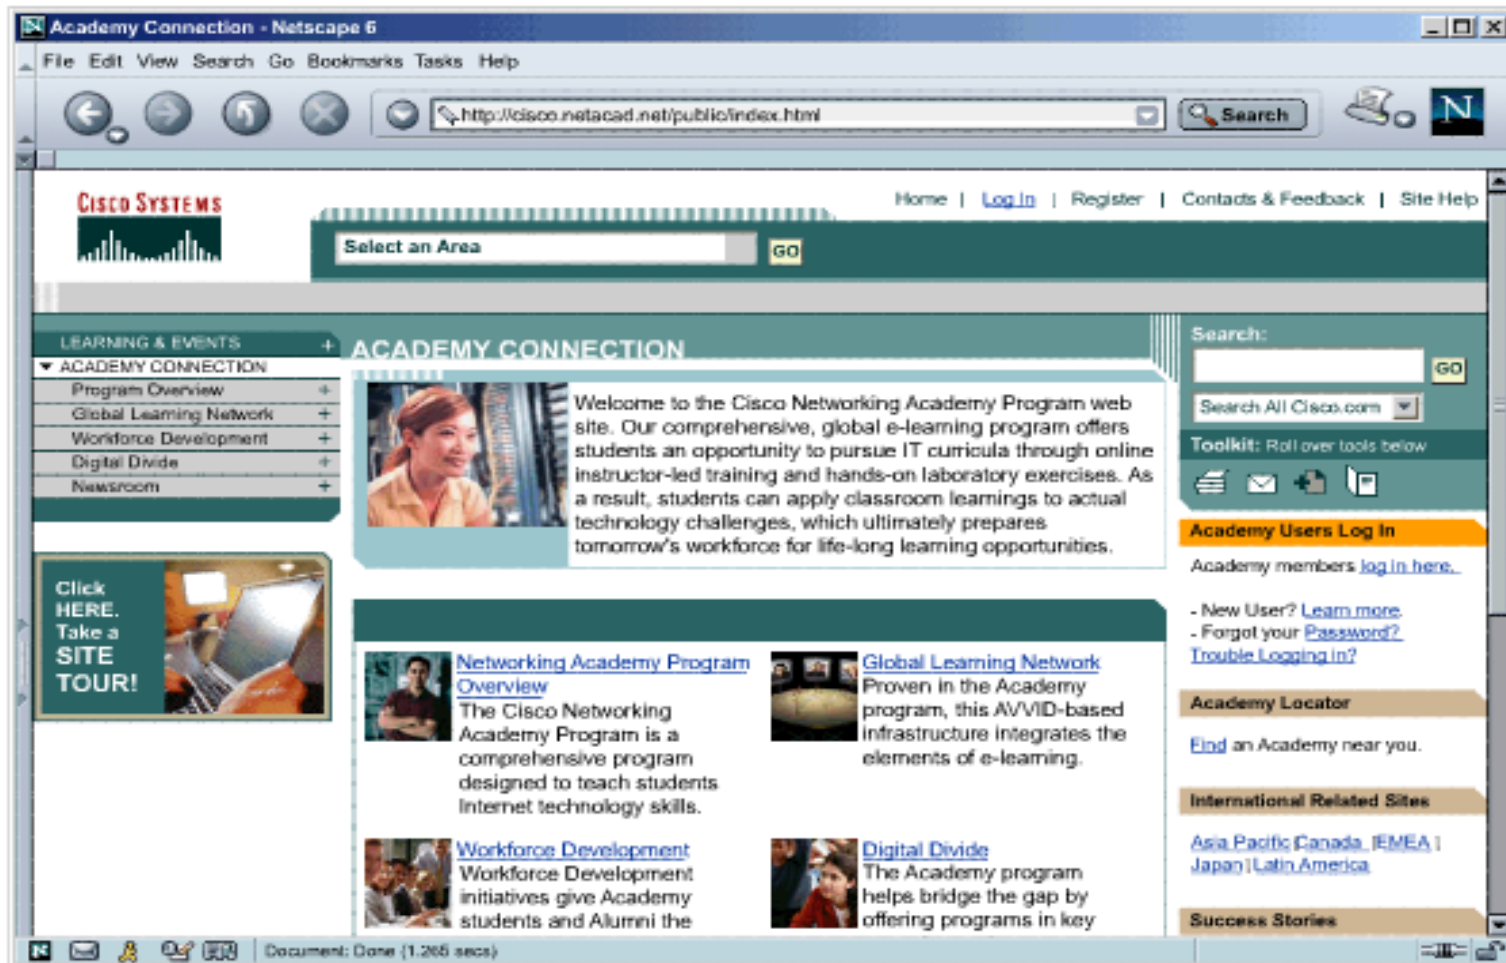 Academy Connection - Netscape 6
File Edit View Search Go Bookmarks Tasks Help
http://cisco.netacad.net/public/index.html
Search
N
CISCO SYSTEMS
Home | Log In | Register | Contacts & Feedback | Site Help
Select an Area
GO
LEARNING & EVENTS +
ACADEMY CONNECTION
Program Overview +
Global Learning Network +
Workforce Development +
Digital Divide +
Newsroom +
Click
HERE.
Take a
SITE
TOUR!
ACADEMY CONNECTION
Welcome to the Cisco Networking Academy Program web
site. Our comprehensive, global e-learning program offers
students an opportunity to pursue IT curricula through online
instructor-led training and hands-on laboratory exercises. As
a result, students can apply classroom learnings to actual
technology challenges, which ultimately prepares
tomorrow's workforce for life-long learning opportunities.
Networking Academy Program
Overview
The Cisco Networking
Academy Program is a
comprehensive program
designed to teach students
Internet technology skills.
Global Learning Network
Proven in the Academy
program, this AVVID-based
infrastructure integrates the
elements of e-learning.
Workforce Development
Workforce Development
initiatives give Academy
students and Alumni the
Digital Divide
The Academy program
helps bridge the gap by
offering programs in key
Search:
GO
Search All Cisco.com
Toolkit: Roll over tools below
Academy Users Log In
Academy members log in here.
- New User? Learn more.
- Forgot your Password?
Trouble Logging in?
Academy Locator
Find an Academy near you.
International Related Sites
Asia Pacific | Canada | EMEA |
Japan | Latin America
Success Stories
Document: Done (1.265 secs)